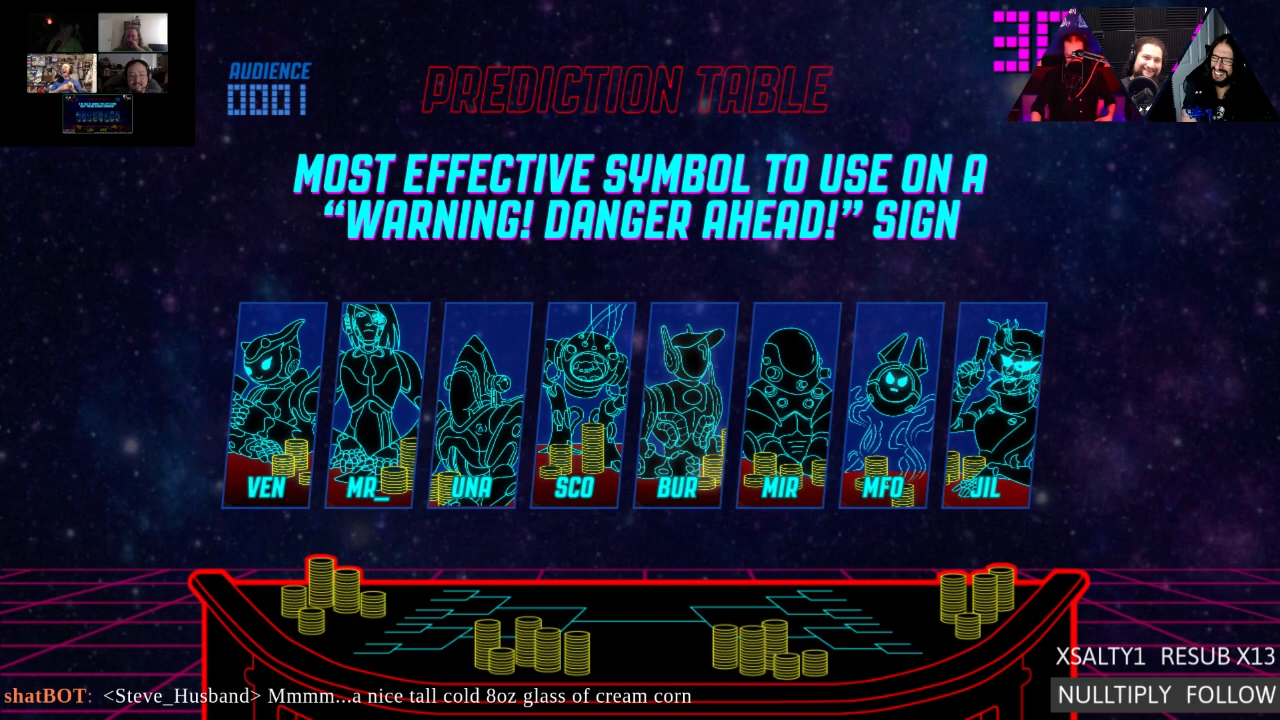 AUDIENCE
0001
PREDICTION TABLE
MOST EFFECTIVE SYMBOL TO USE ON A
“WARNING! DANGER AHEAD!” SIGN
VEN MR_ UNA SCO BUR MIR MFO JIL
XSALTY1 RESUB X13
NULLTIPLY FOLLOW
shatBOT: <Steve_Husband> Mmmm...a nice tall cold 8oz glass of cream corn